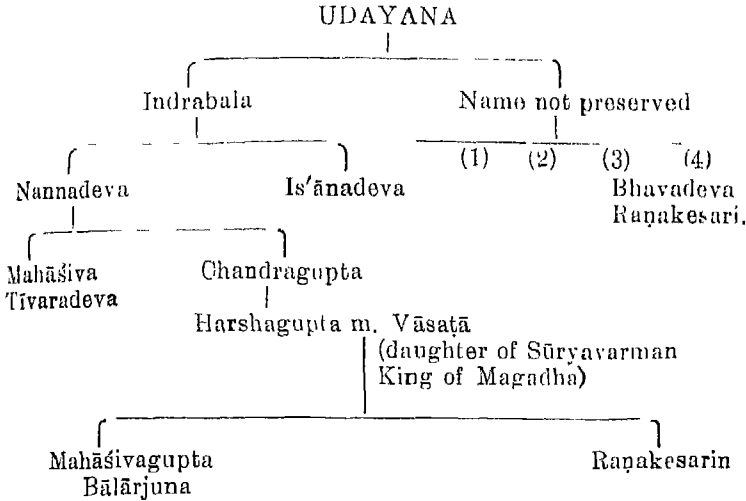 UDAYANA
Indrabala Name not preserved
(1) (2) (3) (4)
Nannadeva Is'ānadeva Bhavadeva
Raṇakesari.
Mahāśiva Chandragupta
Tīvaradeva
Harshagupta m. Vāsaṭā
(daughter of Sūryavarman
King of Magadha)
Mahāśivagupta Raṇakesarin
Bālārjuna